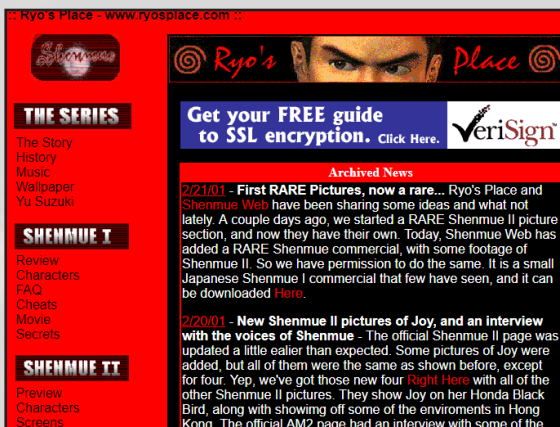 :: Ryo's Place - www.ryosplace.com ::
Shenmue
Ryo's Place
THE SERIES
The Story
History
Music
Wallpaper
Yu Suzuki
SHENMUE I
Review
Characters
FAQ
Cheats
Movie
Secrets
SHENMUE II
Preview
Characters
Screens
Get your FREE guide
to SSL encryption. Click Here.
VeriSign
Archived News
2/21/01 - First RARE Pictures, now a rare... Ryo's Place and
Shenmue Web have been sharing some ideas and what not
lately. A couple days ago, we started a RARE Shenmue II picture
section, and now they have their own. Today, Shenmue Web has
added a RARE Shenmue commercial, with some footage of
Shenmue II. So we have permission to do the same. It is a small
Japanese Shenmue I commercial that few have seen, and it can
be downloaded Here.
2/20/01 - New Shenmue II pictures of Joy, and an interview
with the voices of Shenmue - The official Shenmue II page was
updated a little ealier than expected. Some pictures of Joy were
added, but all of them were the same as shown before, except
for four. Yep, we've got those new four Right Here with all of the
other Shenmue II pictures. They show Joy on her Honda Black
Bird, along with showimg off some of the enviroments in Hong
Kong. The official AM2 page had an interview with some of the